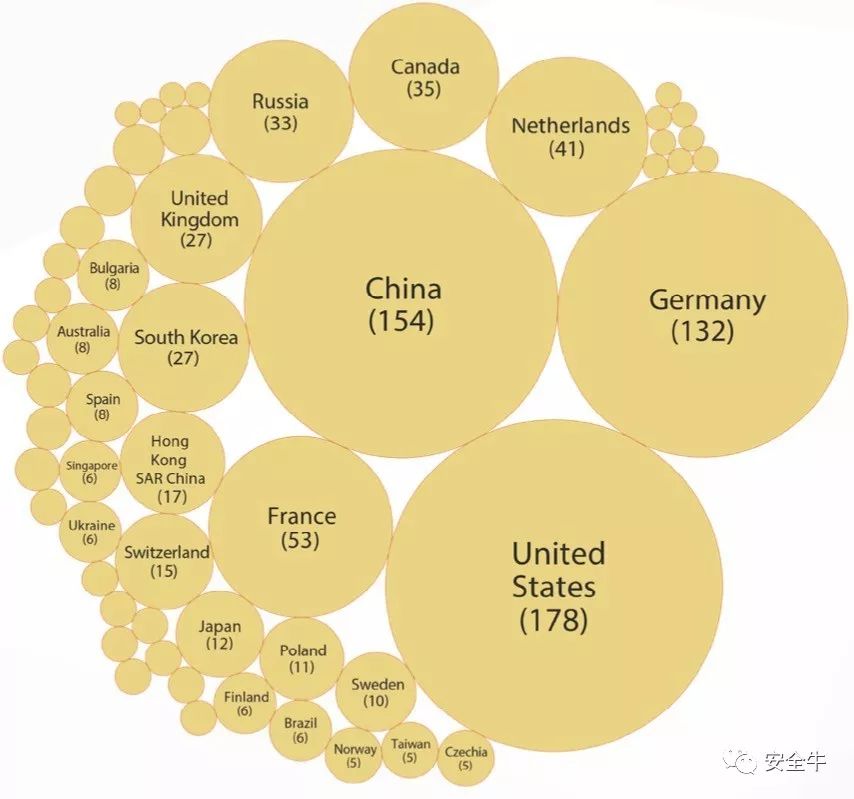 Canada
(35)
Russia
(33)
Netherlands
(41)
United
Kingdom
(27)
Bulgaria
(8)
China
(154)
Germany
(132)
Australia
(8)
South Korea
(27)
Spain
(8)
Hong
Kong
SAR China
(17)
Singapore
(6)
France
(53)
Ukraine
(6)
Switzerland
(15)
United
States
(178)
Japan
(12)
Poland
(11)
Sweden
(10)
Finland
(6)
Brazil
(6)
Norway
(5)
Taiwan
(5)
Czechia
(5)
安全牛